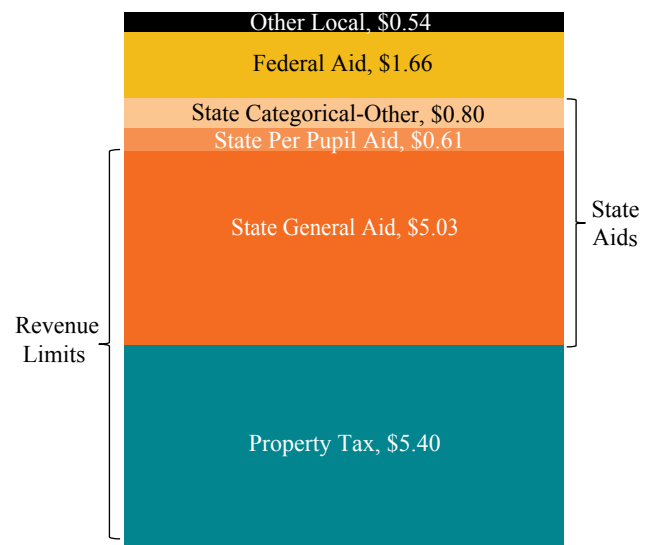 Other Local, $0.54
Federal Aid, $1.66
State Categorical-Other, $0.80
State Per Pupil Aid, $0.61
State General Aid, $5.03
State
Aids
Revenue
Limits
Property Tax, $5.40